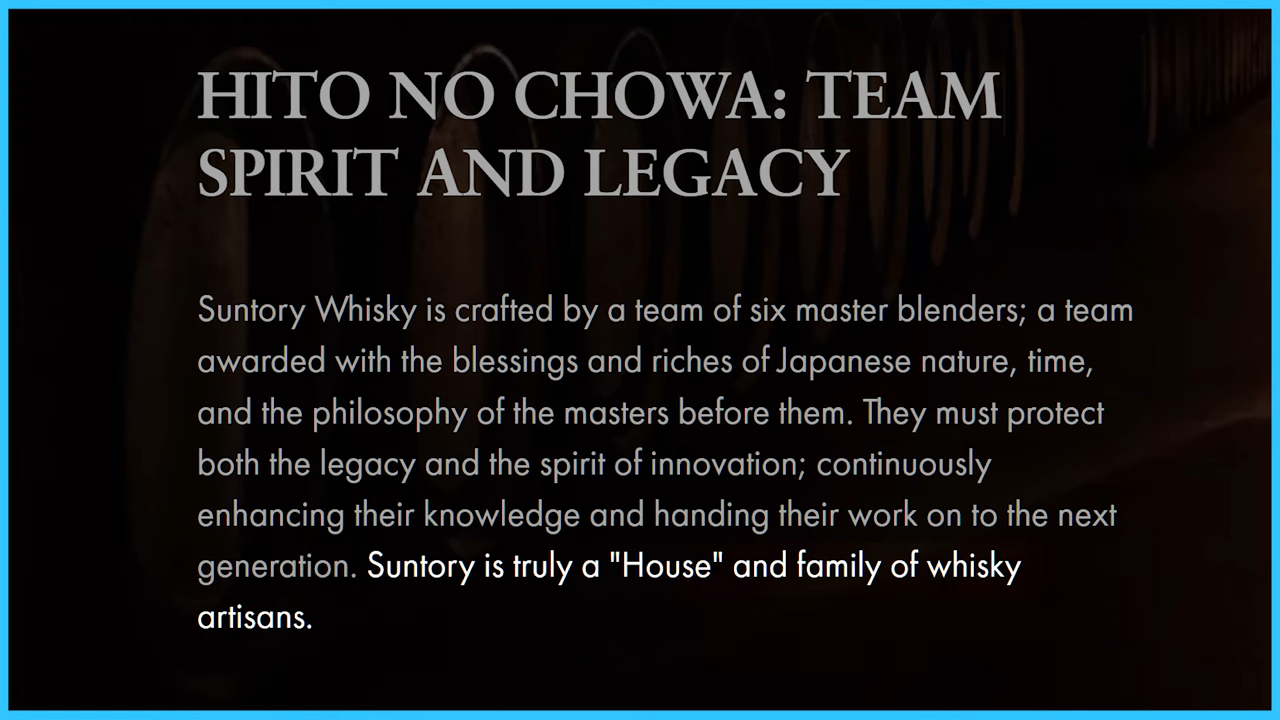 HITO NO CHOWA: TEAM
SPIRIT AND LEGACY
Suntory Whisky is crafted by a team of six master blenders; a team
awarded with the blessings and riches of Japanese nature, time,
and the philosophy of the masters before them. They must protect
both the legacy and the spirit of innovation; continuously
enhancing their knowledge and handing their work on to the next
generation. Suntory is truly a "House" and family of whisky
artisans.